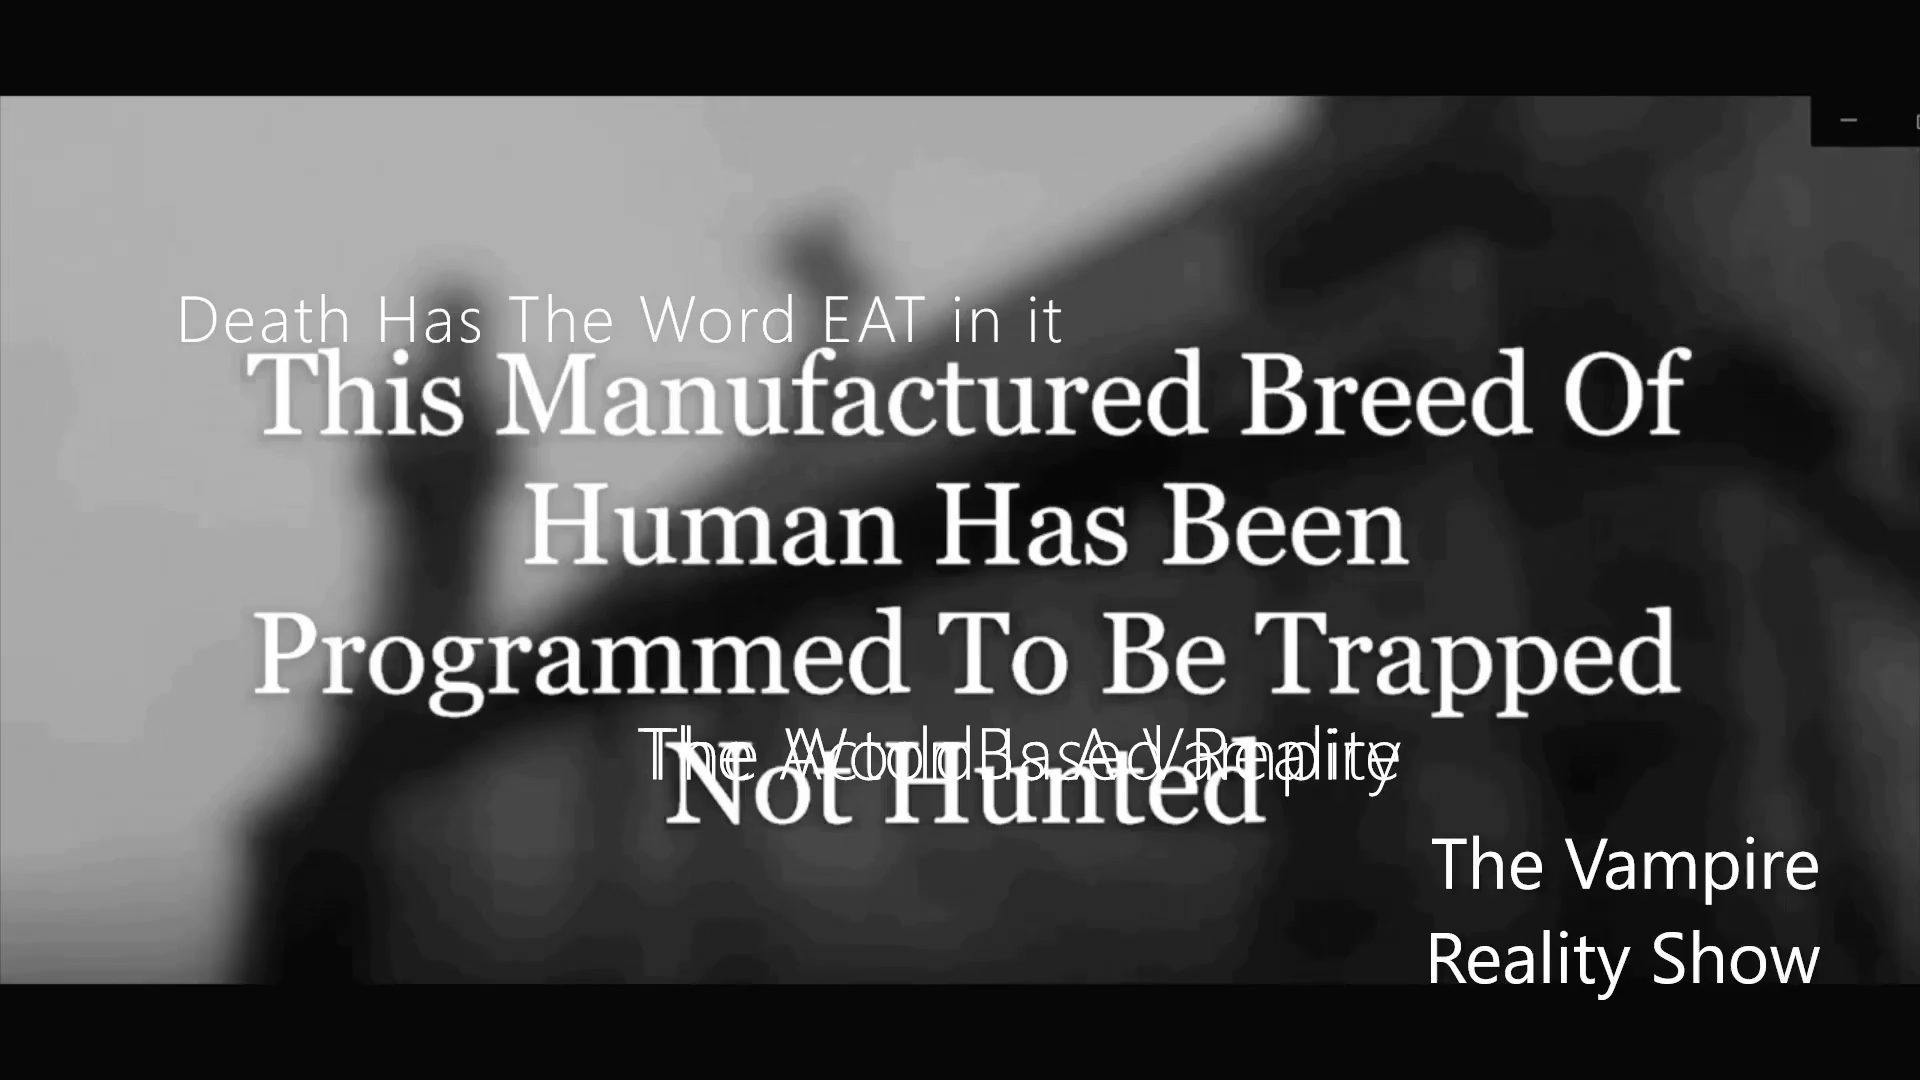 Death Has The Word EAT in it
This Manufactured Breed Of
Human Has Been
Programmed To Be Trapped
Not Hunted
The Vampire
Reality Show